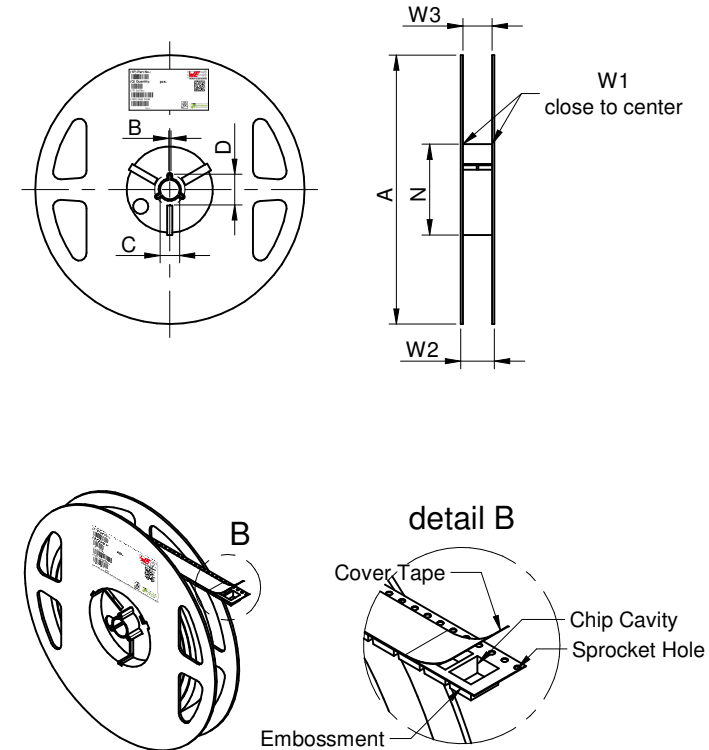 W3
W1
close to center
B
D
A
N
C
W2
B
detail B
Cover Tape
Chip Cavity
Sprocket Hole
Embossment